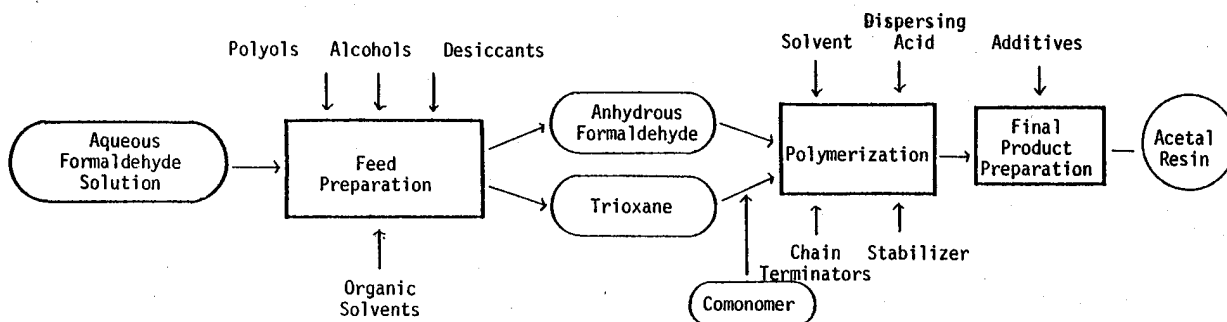 Polyols Alcohols Desiccants
Solvent
Dispersing
Acid
Additives
Aqueous
Formaldehyde
Solution
Feed
Preparation
Anhydrous
Formaldehyde
Trioxane
Polymerization
Final
Product
Preparation
Acetal
Resin
Organic
Solvents
Comonomer
Chain
Terminators
Stabilizer